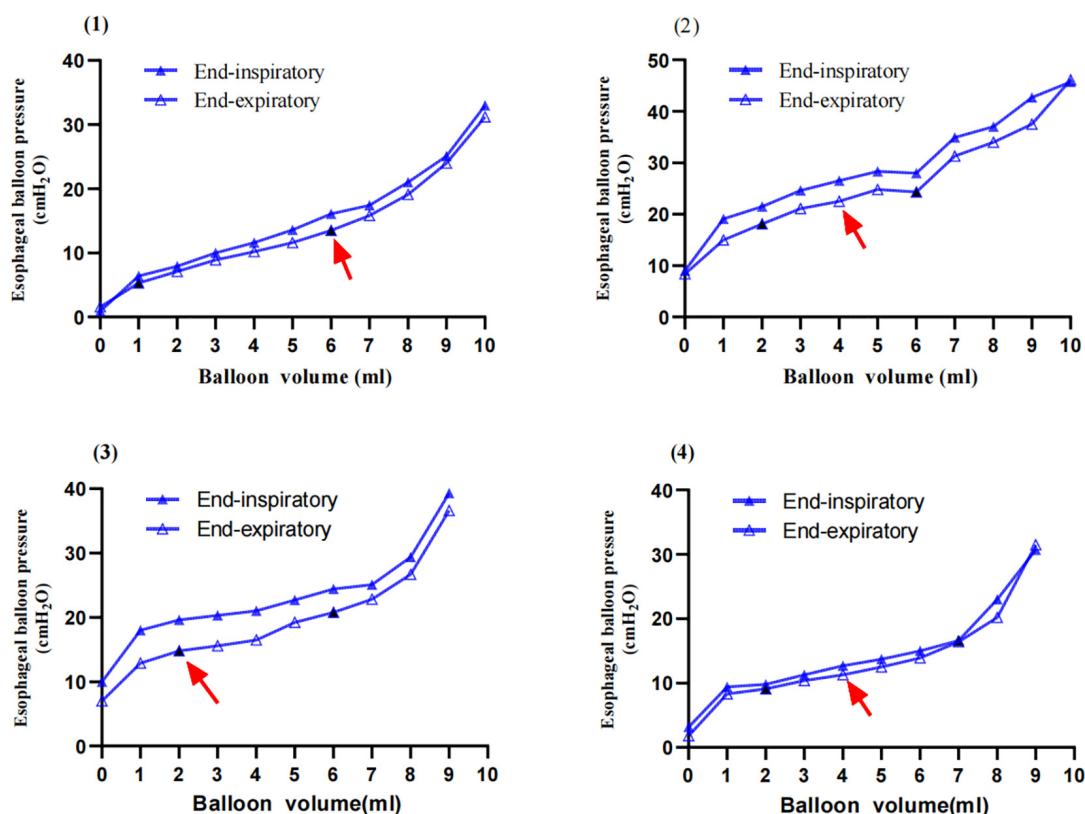 (1)
Esophageal balloon pressure
(cmH2O)
40
30
20
10
0
End-inspiratory
End-expiratory
0 1 2 3 4 5 6 7 8 9 10
Balloon volume (ml)
(2)
Esophageal balloon pressure
(cmH2O)
50
40
30
20
10
0
End-inspiratory
End-expiratory
0 1 2 3 4 5 6 7 8 9 10
Balloon volume (ml)
(3)
Esophageal balloon pressure
(cmH2O)
40
30
20
10
0
End-inspiratory
End-expiratory
0 1 2 3 4 5 6 7 8 9 10
Balloon volume(ml)
(4)
Esophageal balloon pressure
(cmH2O)
40
30
20
10
0
End-inspiratory
End-expiratory
0 1 2 3 4 5 6 7 8 9 10
Balloon volume(ml)